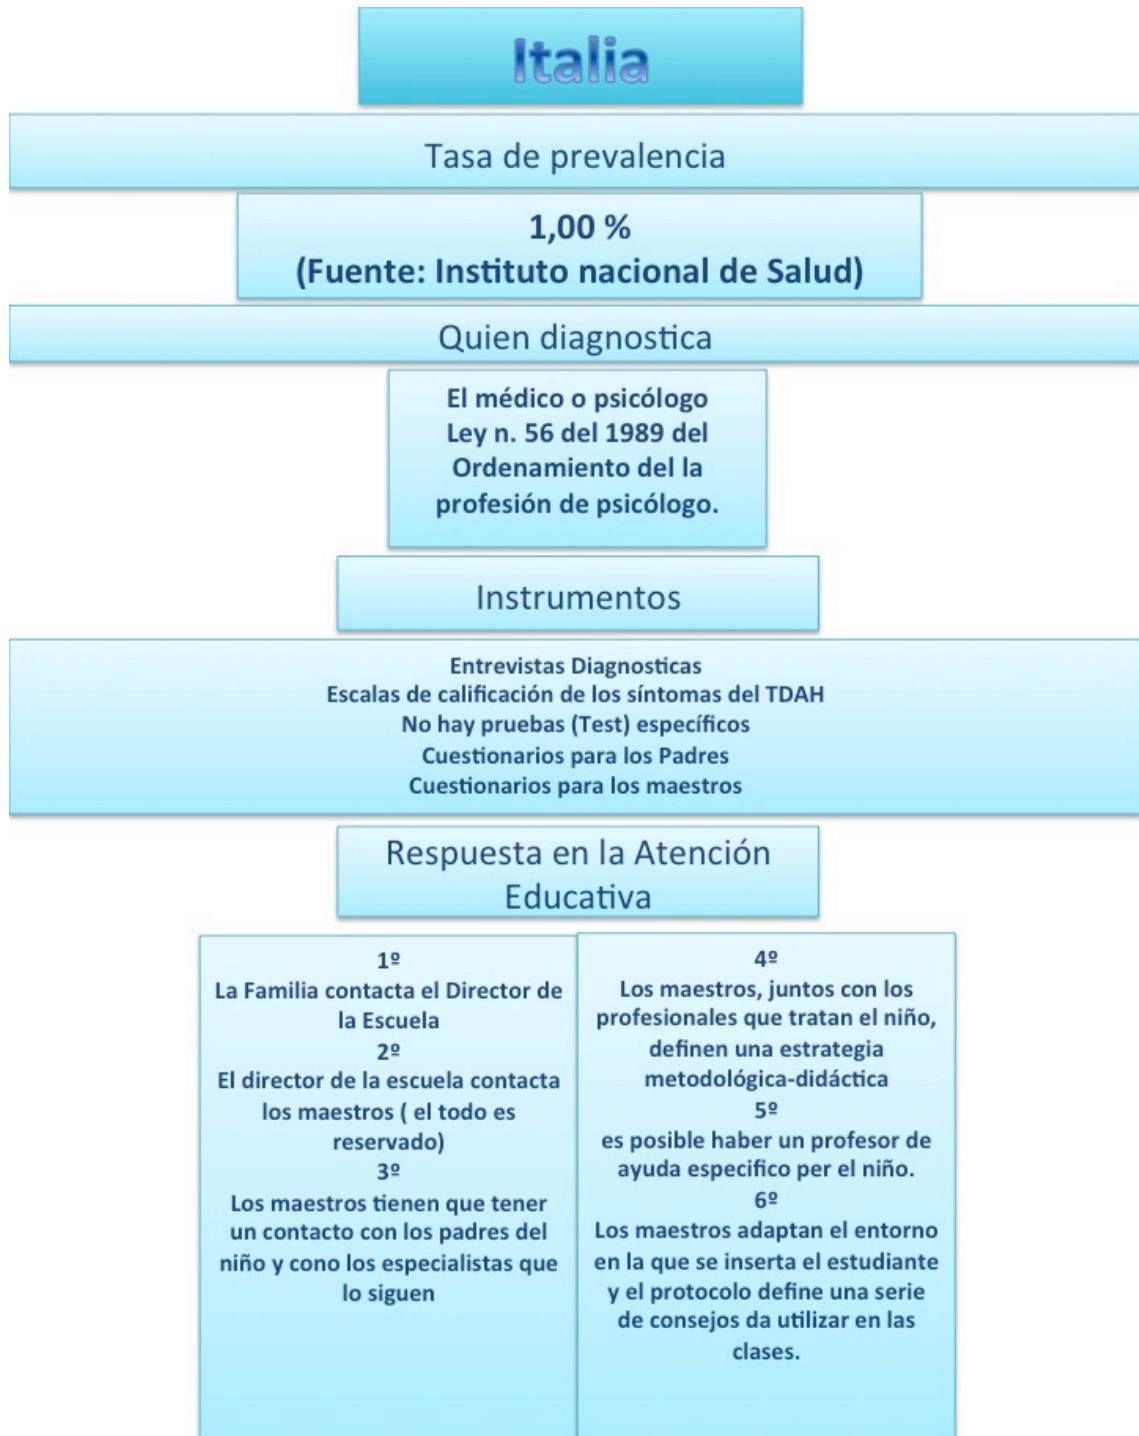 Italia
Tasa de prevalencia
1,00 %
(Fuente: Instituto nacional de Salud)
Quien diagnostica
El médico o psicólogo
Ley n. 56 del 1989 del
Ordenamiento del la
profesión de psicólogo.
Instrumentos
Entrevistas Diagnosticas
Escalas de calificación de los síntomas del TDAH
No hay pruebas (Test) específicos
Cuestionarios para los Padres
Cuestionarios para los maestros
Respuesta en la Atención
Educativa
1º
La Familia contacta el Director de
la Escuela
2º
El director de la escuela contacta
los maestros ( el todo es
reservado)
3º
Los maestros tienen que tener
un contacto con los padres del
niño y cono los especialistas que
lo siguen
4º
Los maestros, juntos con los
profesionales que tratan el niño,
definen una estrategia
metodológica-didáctica
5º
es posible haber un profesor de
ayuda especifico per el niño.
6º
Los maestros adaptan el entorno
en la que se inserta el estudiante
y el protocolo define una serie
de consejos da utilizar en las
clases.